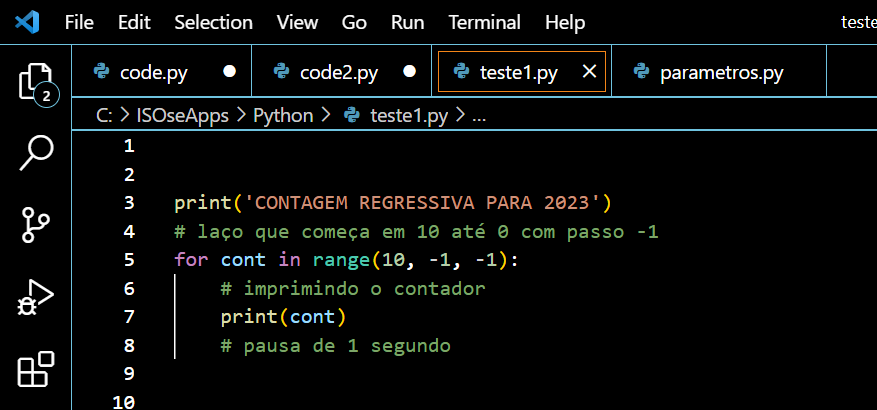 File Edit Selection View Go Run Terminal Help teste
code.py code2.py teste1.py parametros.py
2
C: > ISOseApps > Python > teste1.py > ...
1
2
3 print('CONTAGEM REGRESSIVA PARA 2023')
4 # laço que começa em 10 até 0 com passo -1
5 for cont in range(10, -1, -1):
6 # imprimindo o contador
7 print(cont)
8 # pausa de 1 segundo
9
10